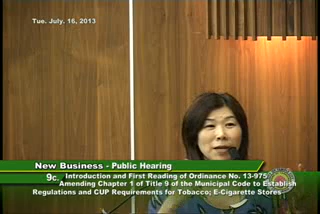 Tue. July. 16, 2013
New Business - Public Hearing
9c. Introduction and First Reading of Ordinance No. 13-975
Amending Chapter 1 of Title 9 of the Municipal Code to Establish
Regulations and CUP Requirements for Tobacco; E-Cigarette Stores